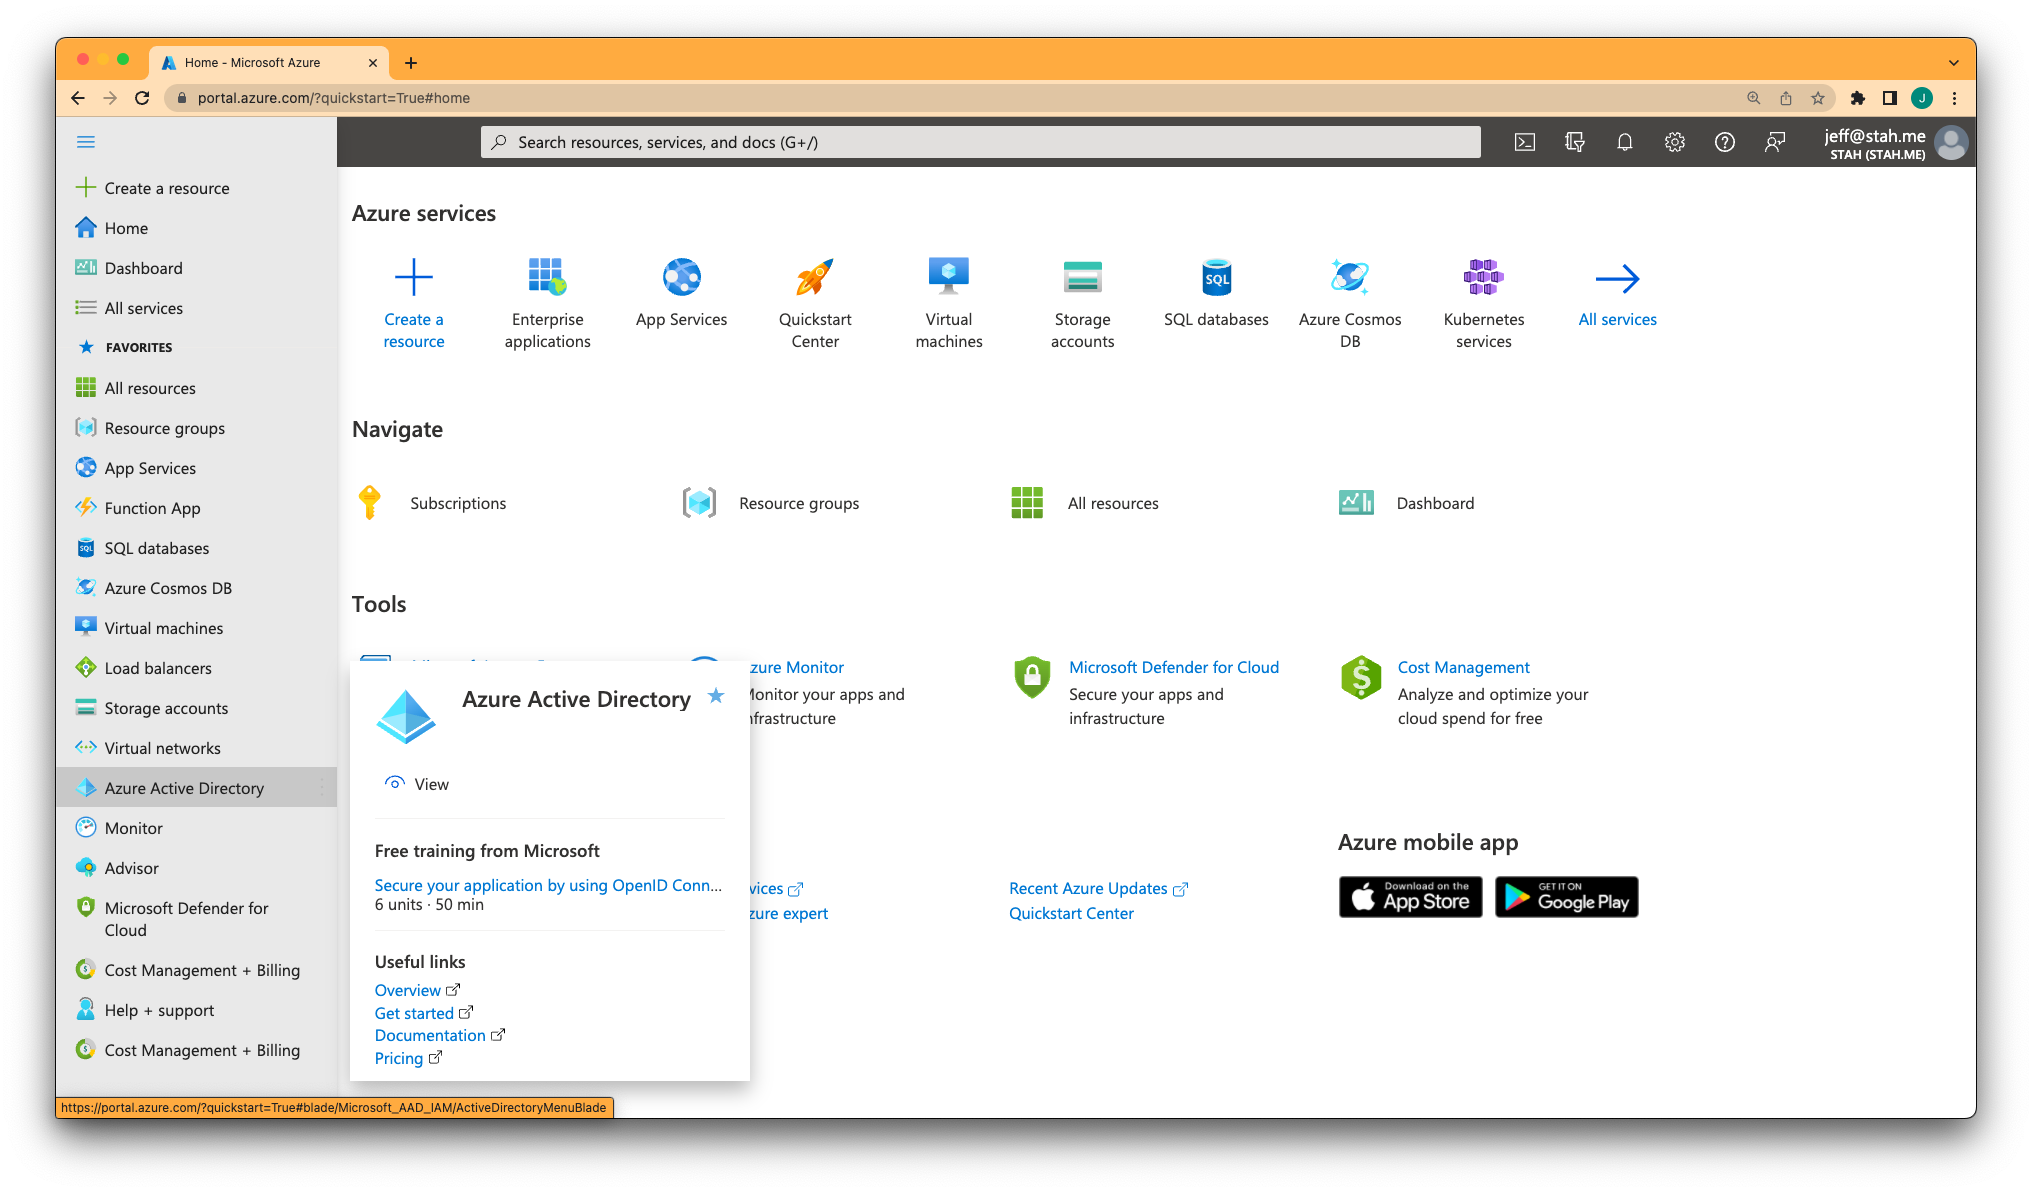 Home - Microsoft Azure
portal.azure.com/?quickstart=True#home
J
Search resources, services, and docs (G+/)
jeff@stah.me
STAH (STAH.ME)
Create a resource
Home
Dashboard
All services
FAVORITES
All resources
Resource groups
App Services
Function App
SQL
SQL databases
Azure Cosmos DB
Virtual machines
Load balancers
Storage accounts
Virtual networks
Azure Active Directory
Monitor
Advisor
Microsoft Defender for
Cloud
Cost Management + Billing
Help + support
Cost Management + Billing
Azure services
Create a
resource
Enterprise
applications
App Services
Quickstart
Center
Virtual
machines
Storage
accounts
SQL
SQL databases
Azure Cosmos
DB
Kubernetes
services
All services
Navigate
Subscriptions
Resource groups
All resources
Dashboard
Tools
zure Monitor
Monitor your apps and
nfrastructure
Microsoft Defender for Cloud
Secure your apps and
infrastructure
Cost Management
Analyze and optimize your
cloud spend for free
Azure Active Directory
View
Free training from Microsoft
Secure your application by using OpenID Conn...
6 units · 50 min
Useful links
Overview
Get started
Documentation
Pricing
vices
zure expert
Recent Azure Updates
Quickstart Center
Azure mobile app
Download on the
App Store
GET IT ON
Google Play
https://portal.azure.com/?quickstart=True#blade/Microsoft_AAD_IAM/ActiveDirectoryMenuBlade